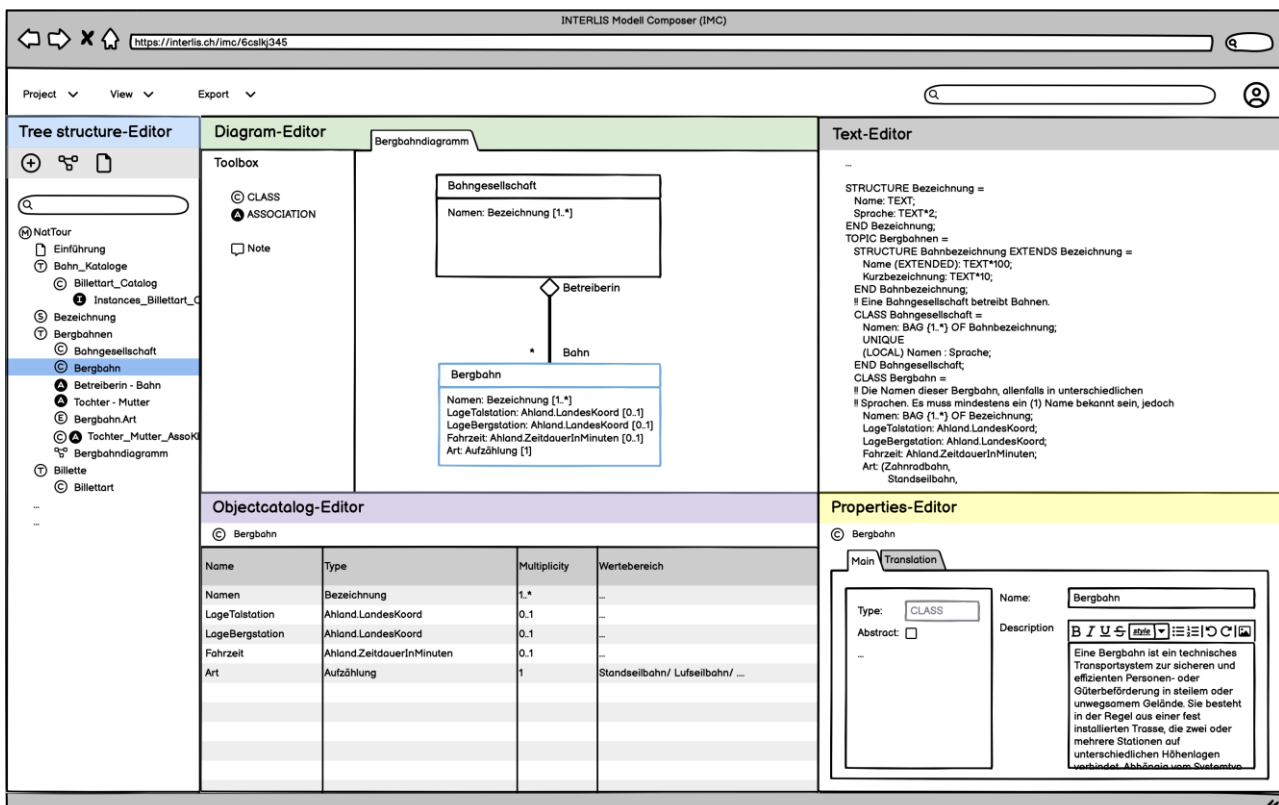 INTERLIS Modell Composer (IMC)
https://interlis.ch/imc/6cslkj345
Project View Export
Tree structure-Editor
NatTour
Einführung
Bahn_Kataloge
Billettart_Catalog
Instances_Billettart_C
Bezeichnung
Bergbahnen
Bahngesellschaft
Bergbahn
Betreiberin - Bahn
Tochter - Mutter
Bergbahn.Art
Tochter_Mutter_AssoKl
Bergbahndiagramm
Billette
Billettart
...
...
Diagram-Editor
Bergbahndiagramm
Toolbox
CLASS
ASSOCIATION
Note
Bahngesellschaft
Namen: Bezeichnung [1..*]
Betreiberin
* Bahn
Bergbahn
Namen: Bezeichnung [1..*]
LageTalstation: Ahland.LandesKoord [0..1]
LageBergstation: Ahland.LandesKoord [0..1]
Fahrzeit: Ahland.ZeitdauerInMinuten [0..1]
Art: Aufzählung [1]
Text-Editor
...
STRUCTURE Bezeichnung =
Name: TEXT;
Sprache: TEXT*2;
END Bezeichnung;
TOPIC Bergbahnen =
STRUCTURE Bahnbezeichnung EXTENDS Bezeichnung =
Name (EXTENDED): TEXT*100;
Kurzbezeichnung: TEXT*10;
END Bahnbezeichnung;
!! Eine Bahngesellschaft betreibt Bahnen.
CLASS Bahngesellschaft =
Namen: BAG {1..*} OF Bahnbezeichnung;
UNIQUE
(LOCAL) Namen : Sprache;
END Bahngesellschaft;
CLASS Bergbahn =
!! Die Namen dieser Bergbahn, allenfalls in unterschiedlichen
!! Sprachen. Es muss mindestens ein (1) Name bekannt sein, jedoch
Namen: BAG {1..*} OF Bezeichnung;
LageTalstation: Ahland.LandesKoord;
LageBergstation: Ahland.LandesKoord;
Fahrzeit: Ahland.ZeitdauerInMinuten;
Art: (Zahnradbahn,
Standseilbahn,
Objectcatalog-Editor
C Bergbahn
Name Type Multiplicity Wertebereich
Namen Bezeichnung 1..* ...
LageTalstation Ahland.LandesKoord 0..1 ...
LageBergstation Ahland.LandesKoord 0..1 ...
Fahrzeit Ahland.ZeitdauerInMinuten 0..1 ...
Art Aufzählung 1 Standseilbahn/ Lufseilbahn/ ....
Properties-Editor
C Bergbahn
Main Translation
Type: CLASS
Abstract:
...
Name: Bergbahn
Description
B I U S style
Eine Bergbahn ist ein technisches
Transportsystem zur sicheren und
effizienten Personen- oder
Güterbeförderung in steilem oder
unwegsamem Gelände. Sie besteht
in der Regel aus einer fest
installierten Trasse, die zwei oder
mehrere Stationen auf
unterschiedlichen Höhenlagen
verbindet. Abhängig vom Systemtyp